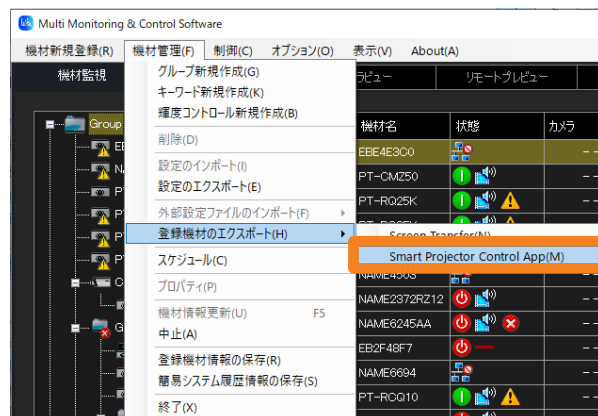 Multi Monitoring & Control Software
機材新規登録(R) 機材管理(F) 制御(C) オプション(O) 表示(V) About(A)
機材監視 ラビュー リモートプレビュー
グループ新規作成(G)
キーワード新規作成(K)
輝度コントロール新規作成(B)
削除(D)
設定のインポート(I)
設定のエクスポート(E)
外部設定ファイルのインポート(F)
登録機材のエクスポート(H)
スケジュール(C)
プロパティ(P)
機材情報更新(U) F5
中止(A)
登録機材情報の保存(R)
簡易システム履歴情報の保存(S)
終了(X)
Screen Transfer(N)
Smart Projector Control App(M)
Group
機材名 状態 カメラ
EBE4E3C0
PT-CMZ50
PT-RQ25K
NAME4503
NAME2372RZ12
NAME6245AA
EB2F48F7
NAME6694
PT-RCQ10